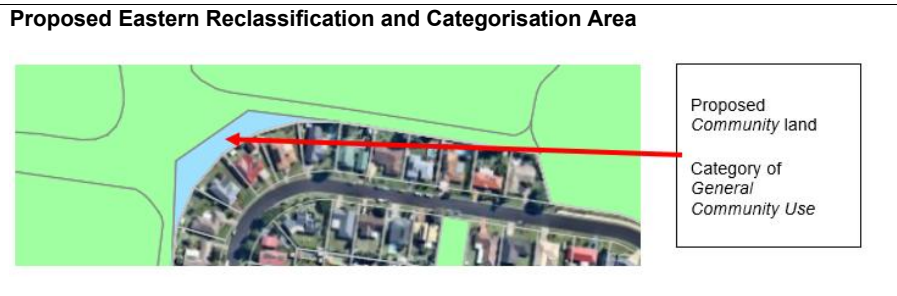 Proposed Eastern Reclassification and Categorisation Area
Proposed
Community land
Category of
General
Community Use